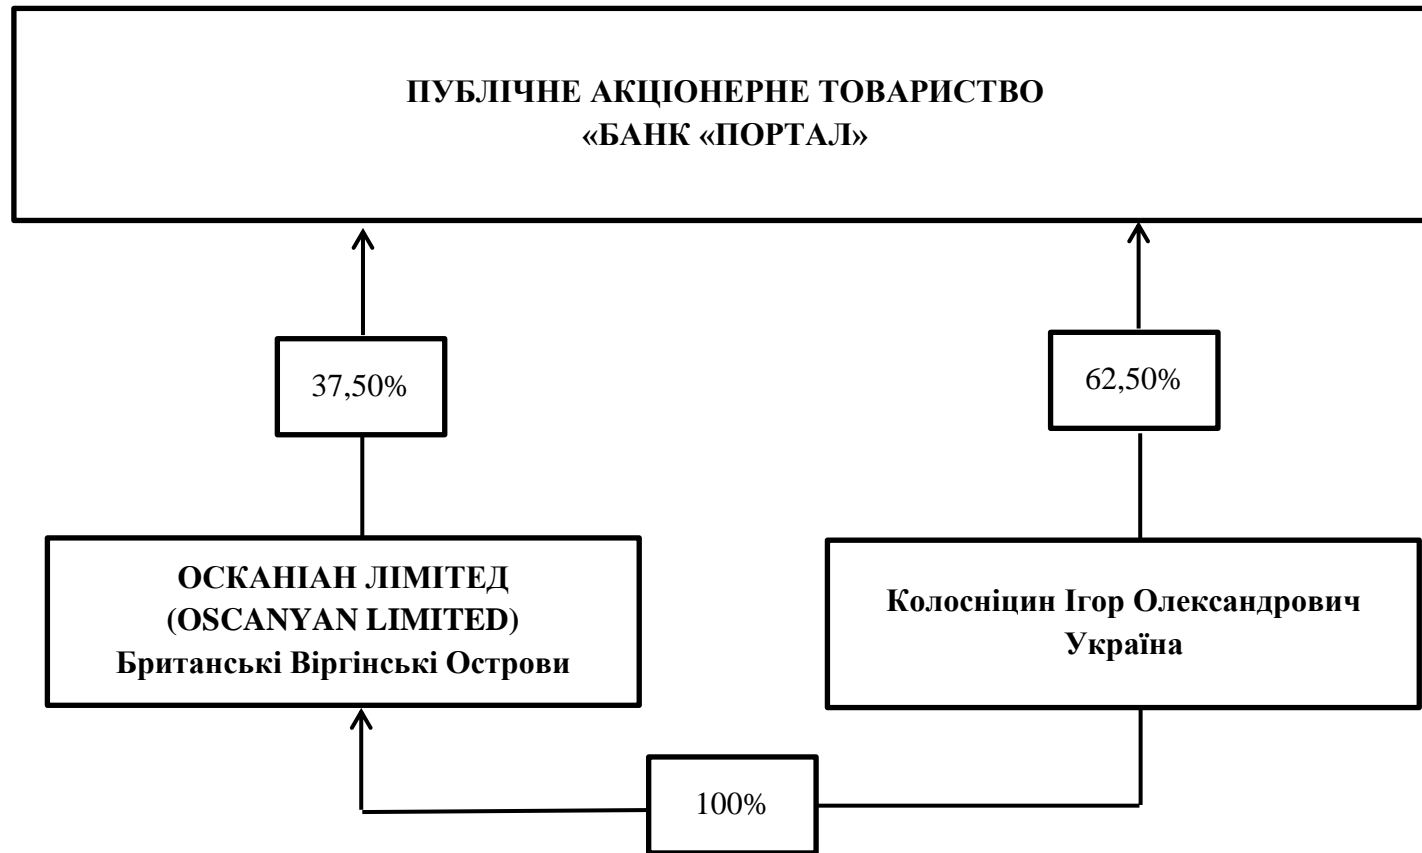 ПУБЛІЧНЕ АКЦІОНЕРНЕ ТОВАРИСТВО
«БАНК «ПОРТАЛ»
37,50%
62,50%
ОСКАНІАН ЛІМІТЕД
(OSCANYAN LIMITED)
Британські Віргінські Острови
Колосніцин Ігор Олександрович
Україна
100%